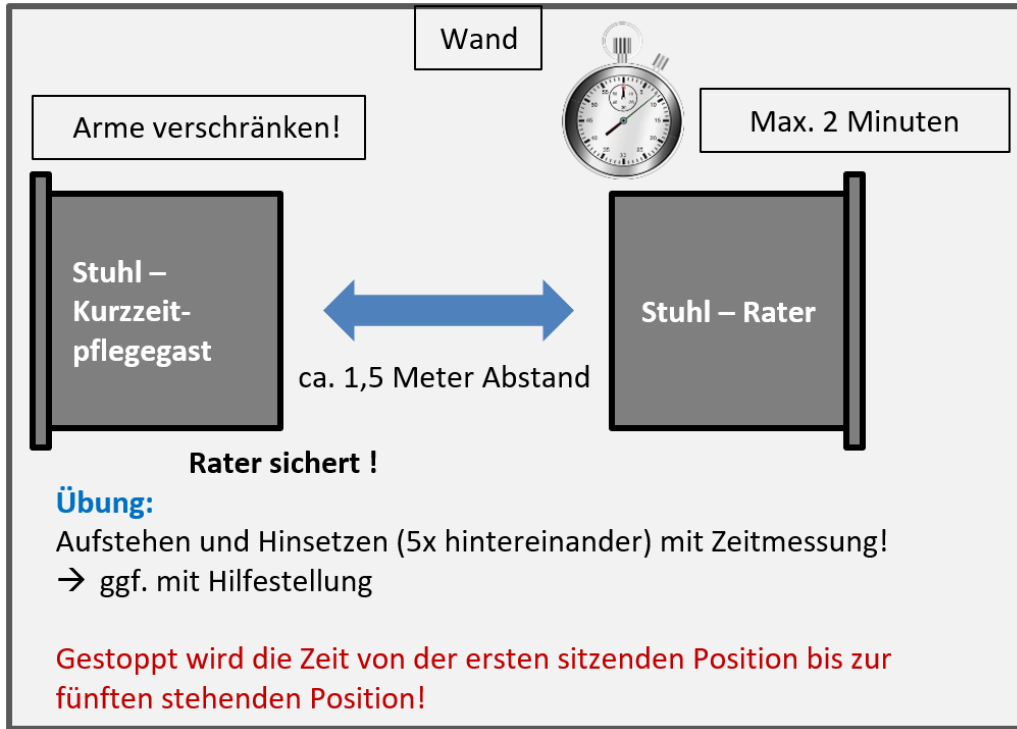 Wand
Arme verschränken!
Max. 2 Minuten
Stuhl –
Kurzzeit-
pflegegast
Stuhl – Rater
ca. 1,5 Meter Abstand
Rater sichert !
Übung:
Aufstehen und Hinsetzen (5x hintereinander) mit Zeitmessung!
→ ggf. mit Hilfestellung
Gestoppt wird die Zeit von der ersten sitzenden Position bis zur
fünften stehenden Position!